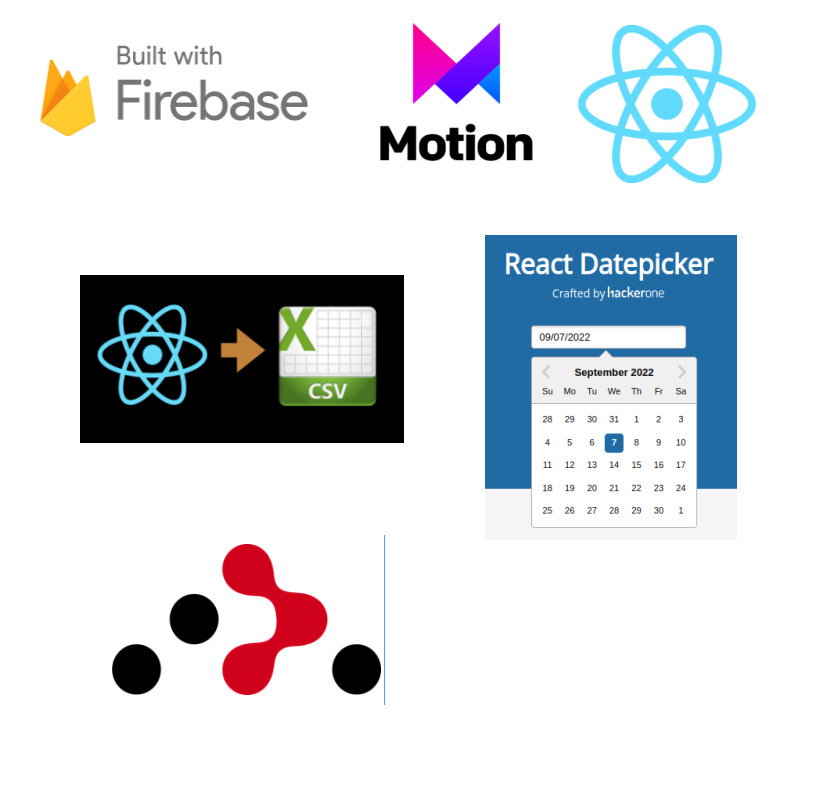 Built with
Firebase
Motion
X
CSV
React Datepicker
Crafted by hackerone
09/07/2022
September 2022
Su Mo Tu We Th Fr Sa
28 29 30 31 1 2 3
4 5 6 7 8 9 10
11 12 13 14 15 16 17
18 19 20 21 22 23 24
25 26 27 28 29 30 1